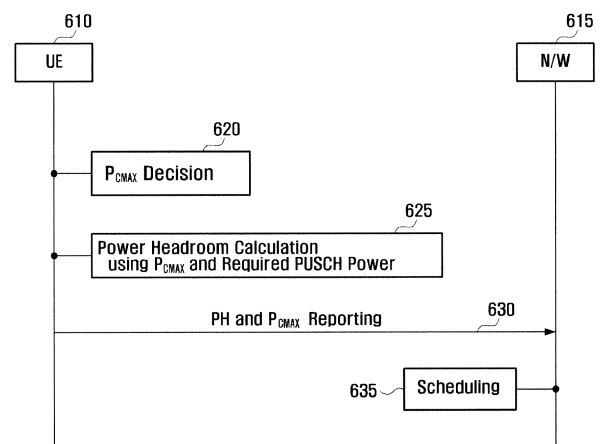 610
615
UE
N/W
620
PCMAX Decision
625
Power Headroom Calculation
using PCMAX and Required PUSCH Power
PH and PCMAX Reporting
630
635
Scheduling